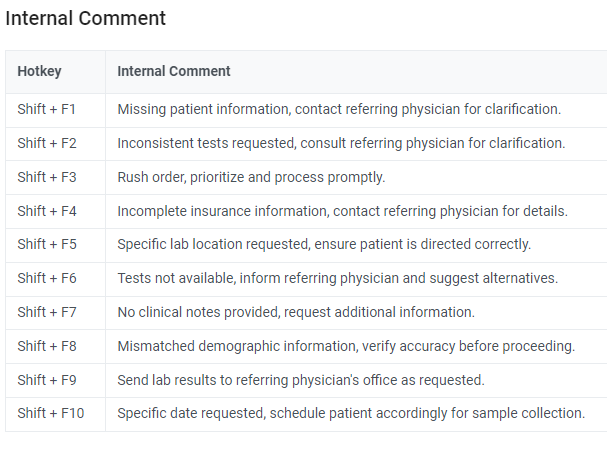 Internal Comment
Hotkey Internal Comment
Shift + F1 Missing patient information, contact referring physician for clarification.
Shift + F2 Inconsistent tests requested, consult referring physician for clarification.
Shift + F3 Rush order, prioritize and process promptly.
Shift + F4 Incomplete insurance information, contact referring physician for details.
Shift + F5 Specific lab location requested, ensure patient is directed correctly.
Shift + F6 Tests not available, inform referring physician and suggest alternatives.
Shift + F7 No clinical notes provided, request additional information.
Shift + F8 Mismatched demographic information, verify accuracy before proceeding.
Shift + F9 Send lab results to referring physician's office as requested.
Shift + F10 Specific date requested, schedule patient accordingly for sample collection.